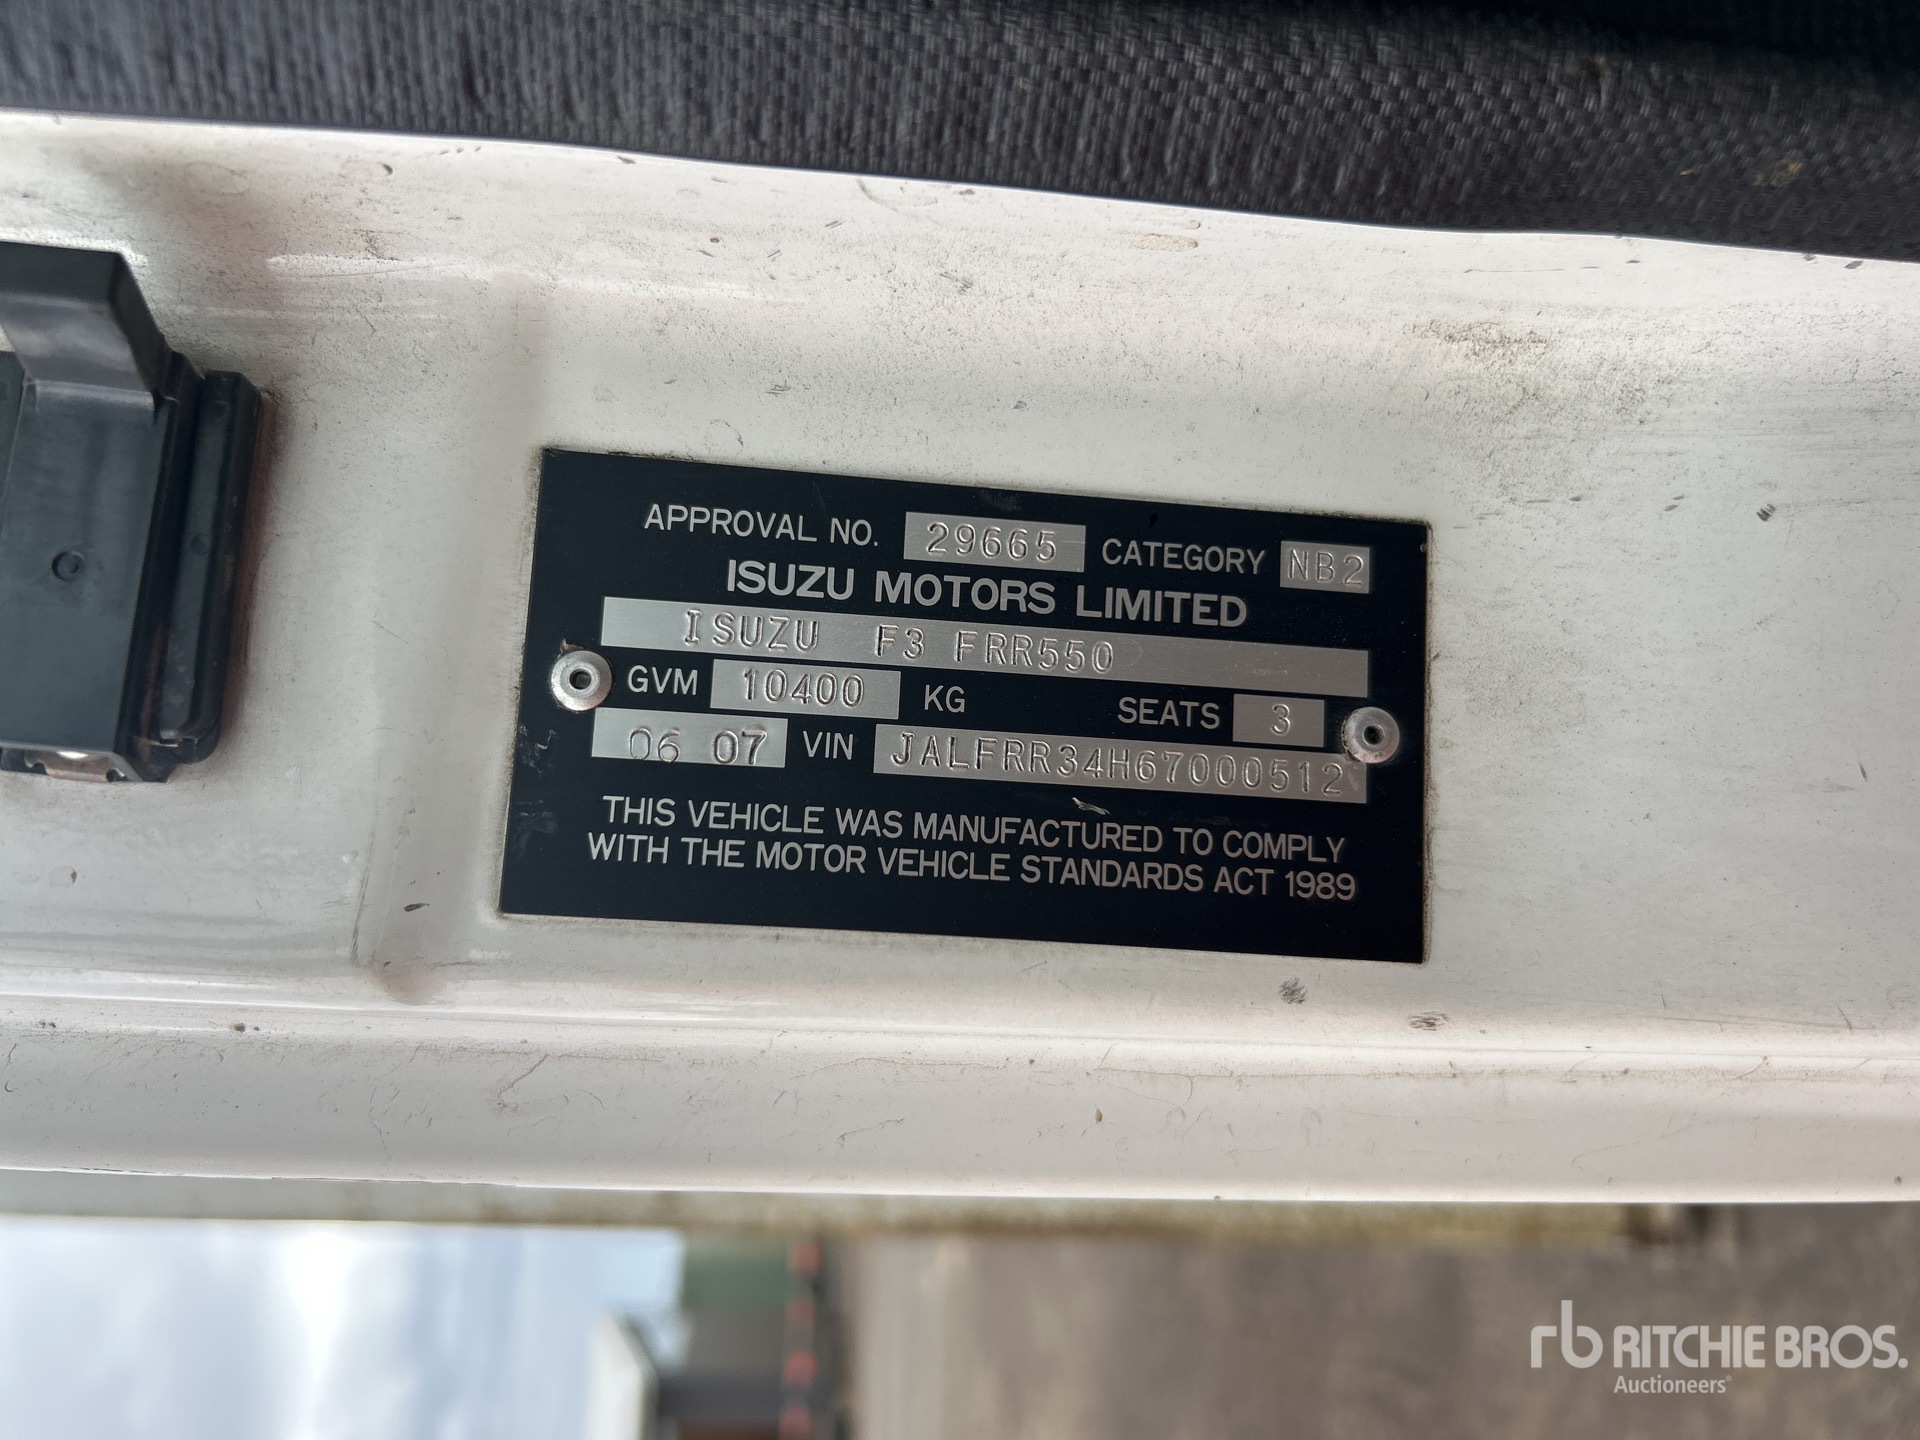 APPROVAL NO. 29665 CATEGORY NB2
ISUZU MOTORS LIMITED
ISUZU F3 FRR550
GVM 10400 KG SEATS 3
06 07 VIN JALFRR34H67000512
THIS VEHICLE WAS MANUFACTURED TO COMPLY
WITH THE MOTOR VEHICLE STANDARDS ACT 1989
rb RITCHIE BROS.
Auctioneers